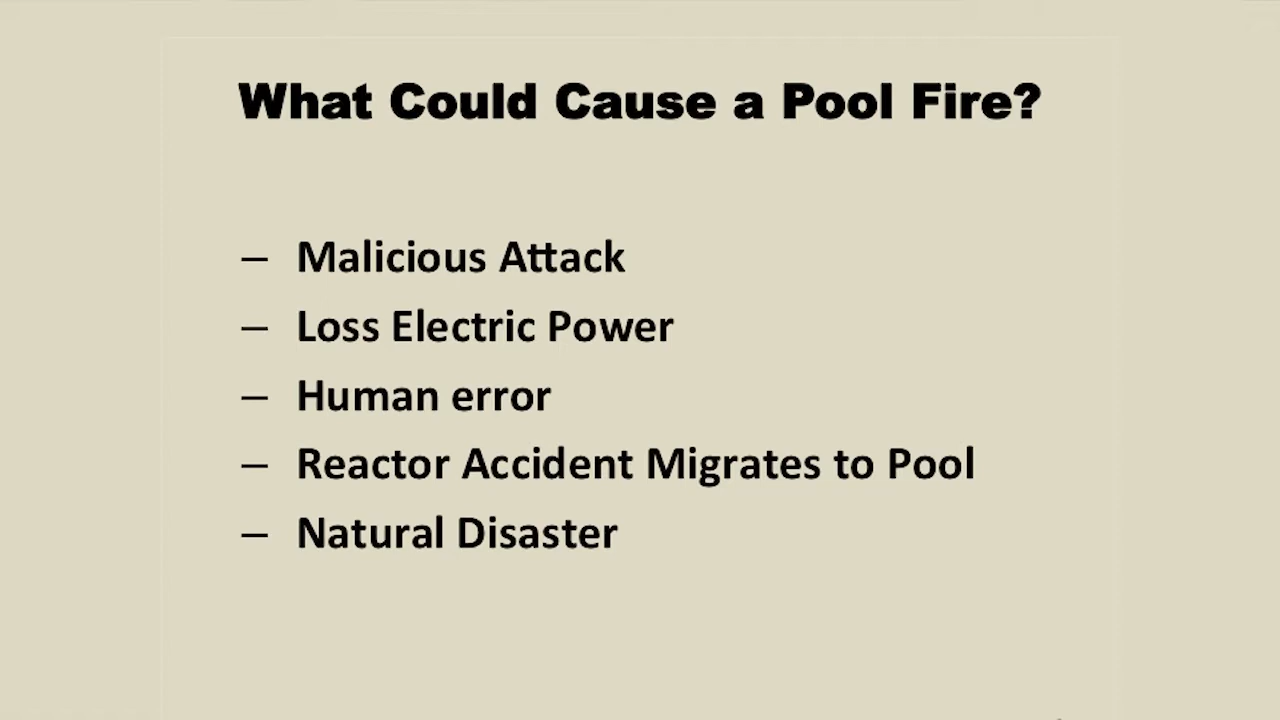 What Could Cause a Pool Fire?
– Malicious Attack
– Loss Electric Power
– Human error
– Reactor Accident Migrates to Pool
– Natural Disaster